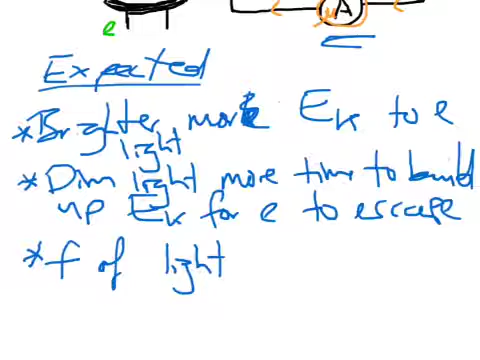 A
e
Expected
* Brighter more Ek to e
light
* Dim light more time to build
up Ek for e to escape
* f of light